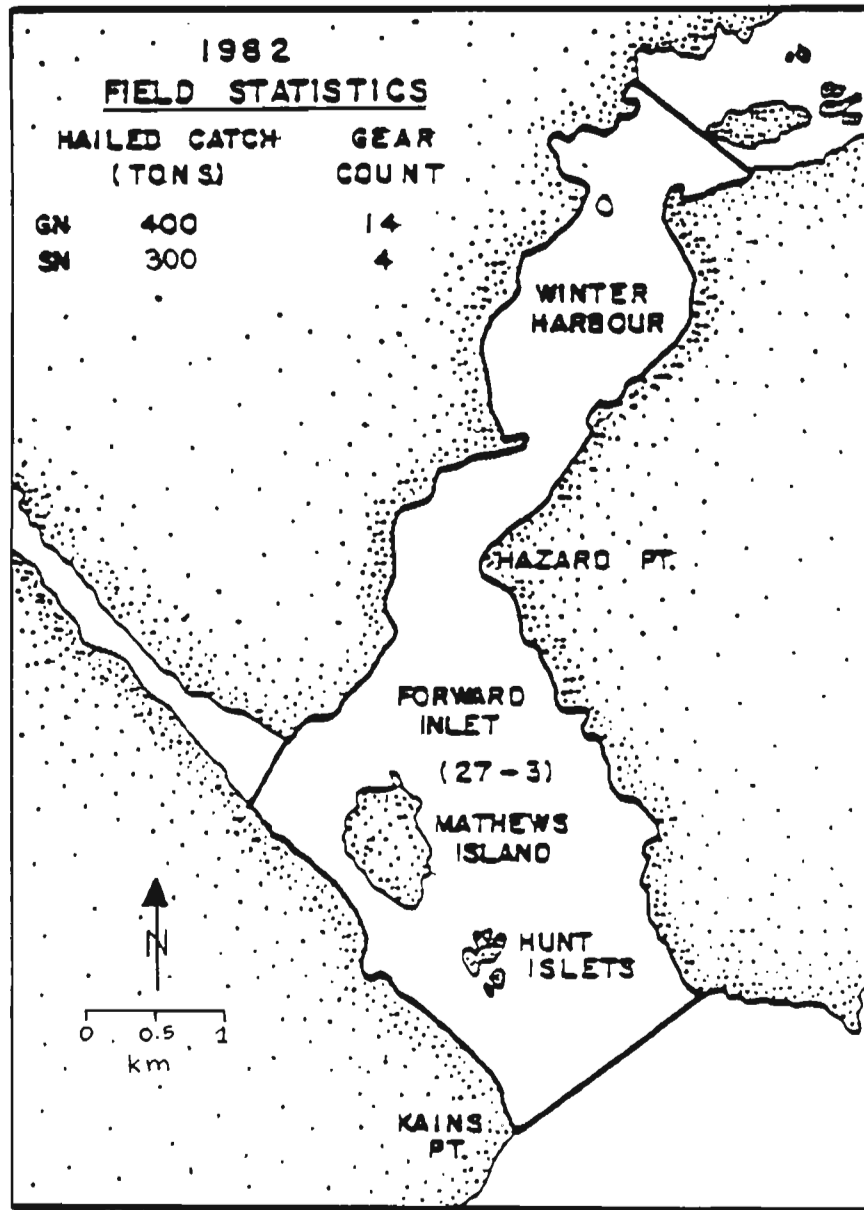 1982
FIELD STATISTICS
HAILED CATCH GEAR
(TONS) COUNT
GN 400 14
SN 300 4
WINTER
HARBOUR
HAZARD PT.
FORWARD
INLET
(27-3)
MATHEWS
ISLAND
HUNT
ISLETS
N
0 0.5 1
km
KAINS
PT.